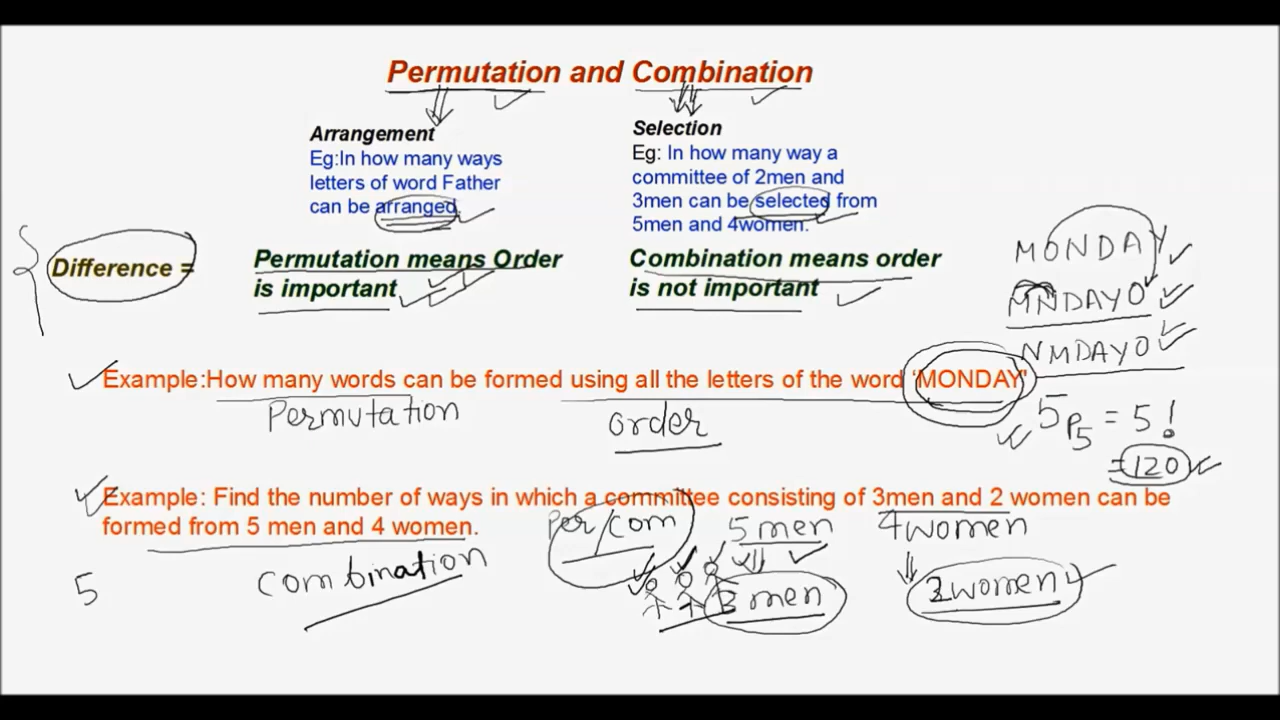 Permutation and Combination
Arrangement
Eg:In how many ways
letters of word Father
can be arranged.
Selection
Eg: In how many way a
committee of 2men and
3men can be selected from
5men and 4women.
Difference =
Permutation means Order
is important
Combination means order
is not important
MONDAY
MNDAYO
NMDAYO
Example:How many words can be formed using all the letters of the word 'MONDAY'
Permutation
order
5P5 = 5!
=120
Example: Find the number of ways in which a committee consisting of 3men and 2 women can be
formed from 5 men and 4 women.
Per/com
5 men
4women
combination
5
3 men
women